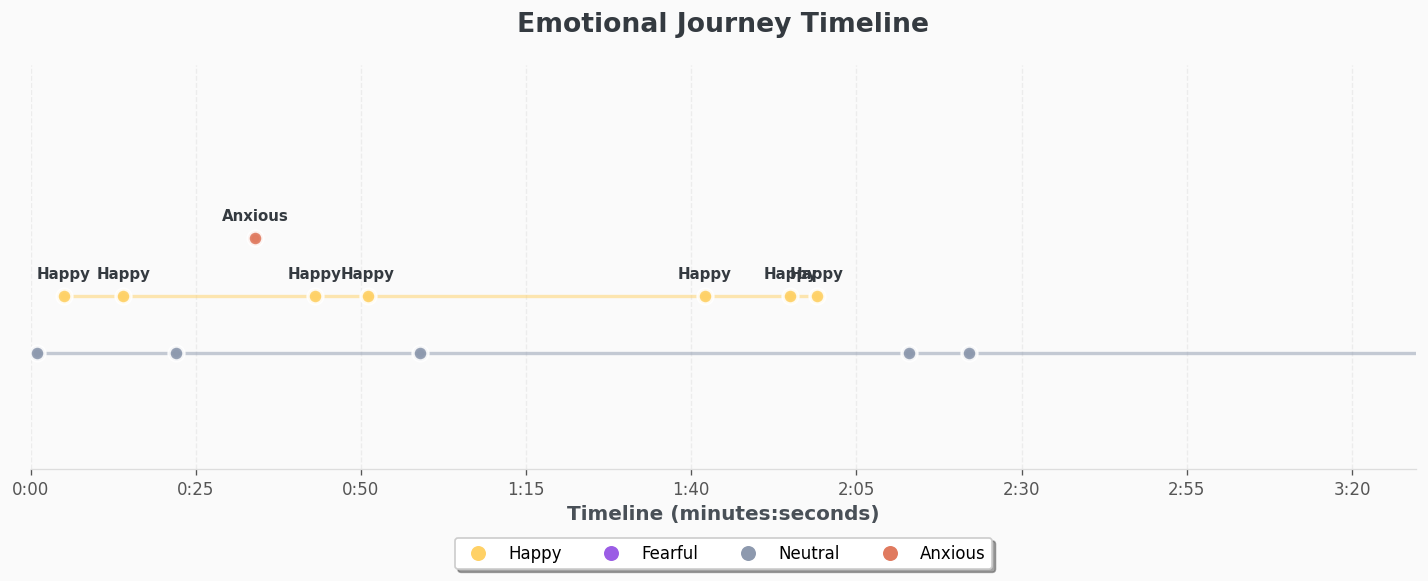 Emotional Journey Timeline
Anxious
Happy Happy Happy Happy Happy Happy Happy
0:00 0:25 0:50 1:15 1:40 2:05 2:30 2:55 3:20
Timeline (minutes:seconds)
Happy Fearful Neutral Anxious